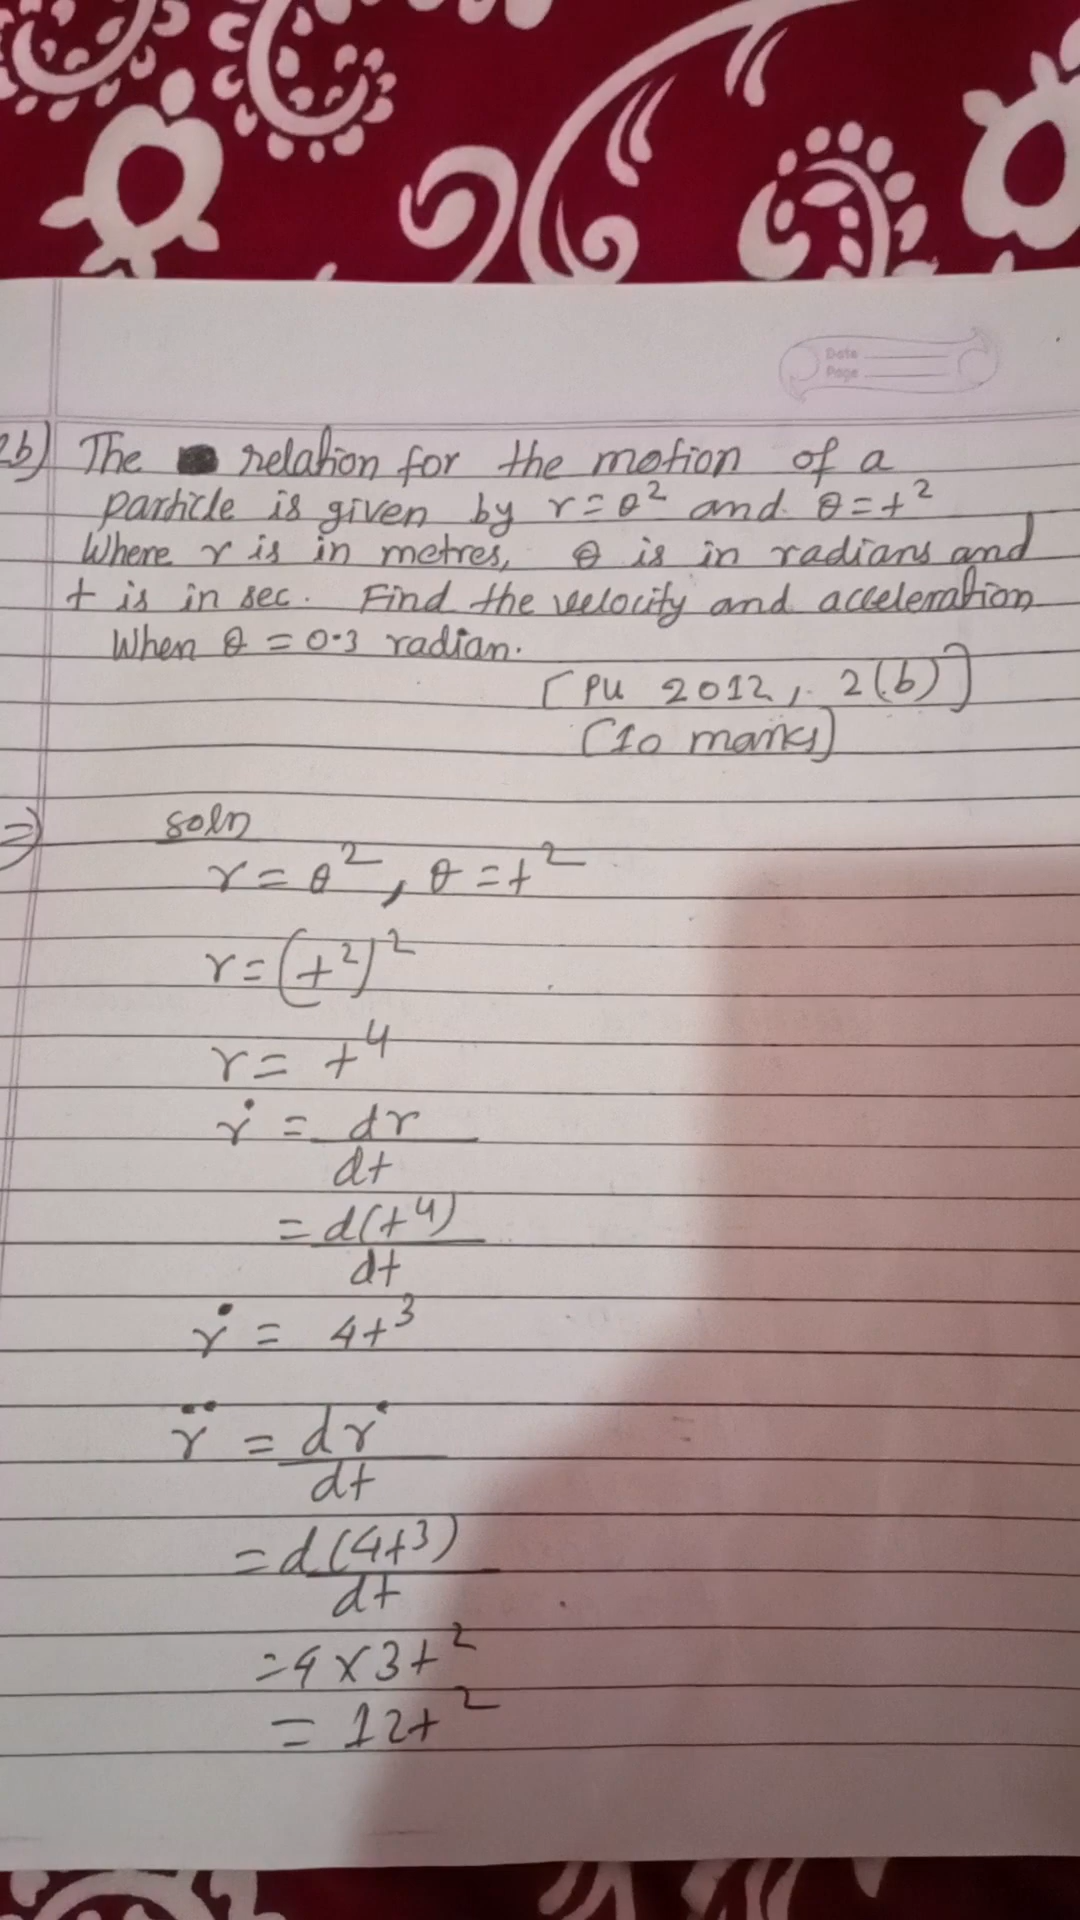 Date
Page
2b) The relation for the motion of a
particle is given by r=θ² and θ=t²
Where r is in metres, θ is in radians and
t is in sec. Find the velocity and acceleration
When θ = 0.3 radian.
[PU 2012, 2(b)]
(10 marks)
⇒ soln
r=θ², θ=t²
r=(t²)²
r= t⁴
ṙ = dr
dt
= d(t⁴)
dt
ṙ = 4t³
r̈ = dṙ
dt
= d(4t³)
dt
=4×3t²
= 12t²